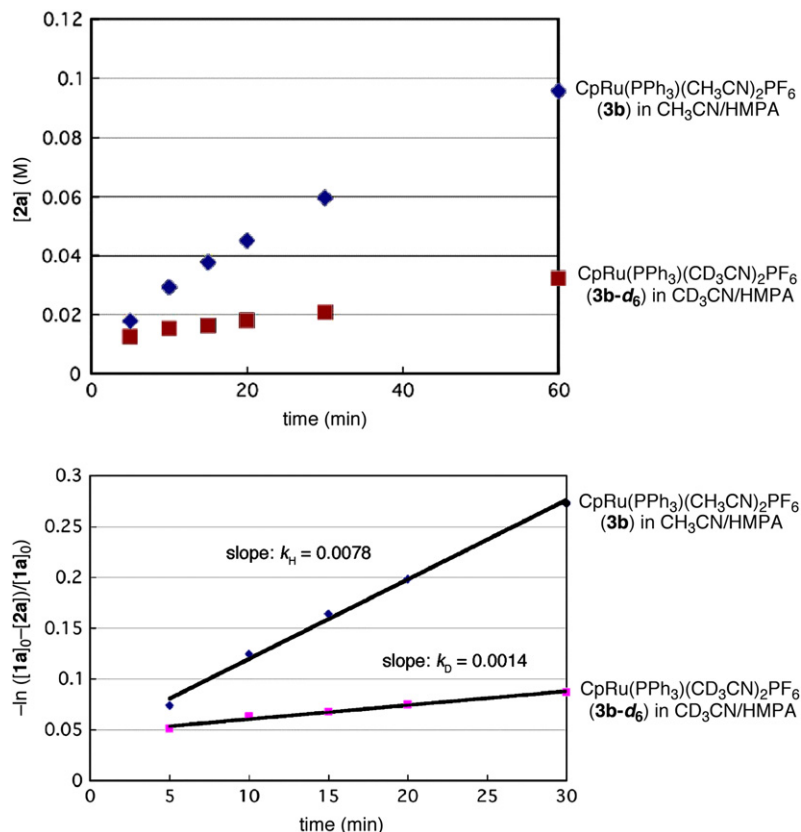 0.12
0.1
0.08
0.06
0.04
0.02
0
[2a] (M)
0 20 40 60
time (min)
CpRu(PPh3)(CH3CN)2PF6
(3b) in CH3CN/HMPA
CpRu(PPh3)(CD3CN)2PF6
(3b-d6) in CD3CN/HMPA
0.3
0.25
0.2
0.15
0.1
0.05
0
–ln ([1a]0–[2a])/[1a]0)
0 5 10 15 20 25 30
time (min)
slope: kH = 0.0078
slope: kD = 0.0014
CpRu(PPh3)(CH3CN)2PF6
(3b) in CH3CN/HMPA
CpRu(PPh3)(CD3CN)2PF6
(3b-d6) in CD3CN/HMPA